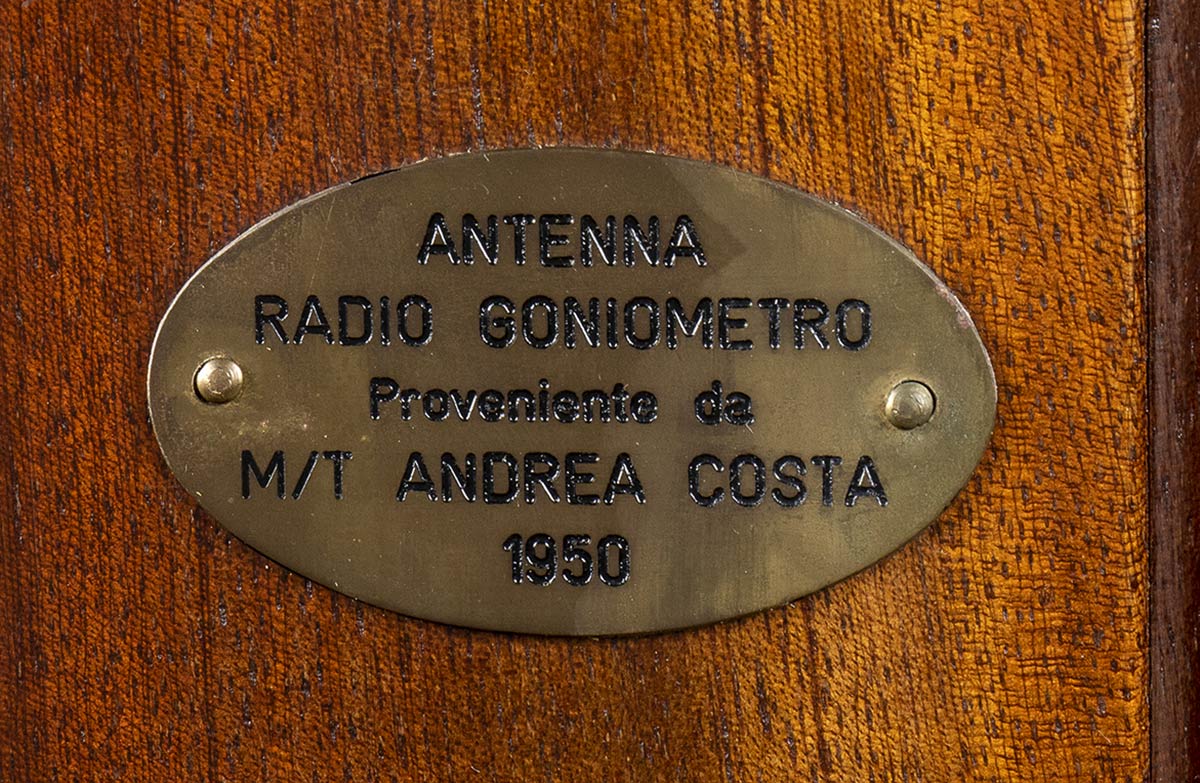 ANTENNA
RADIO GONIOMETRO
Proveniente da
M/T ANDREA COSTA
1950